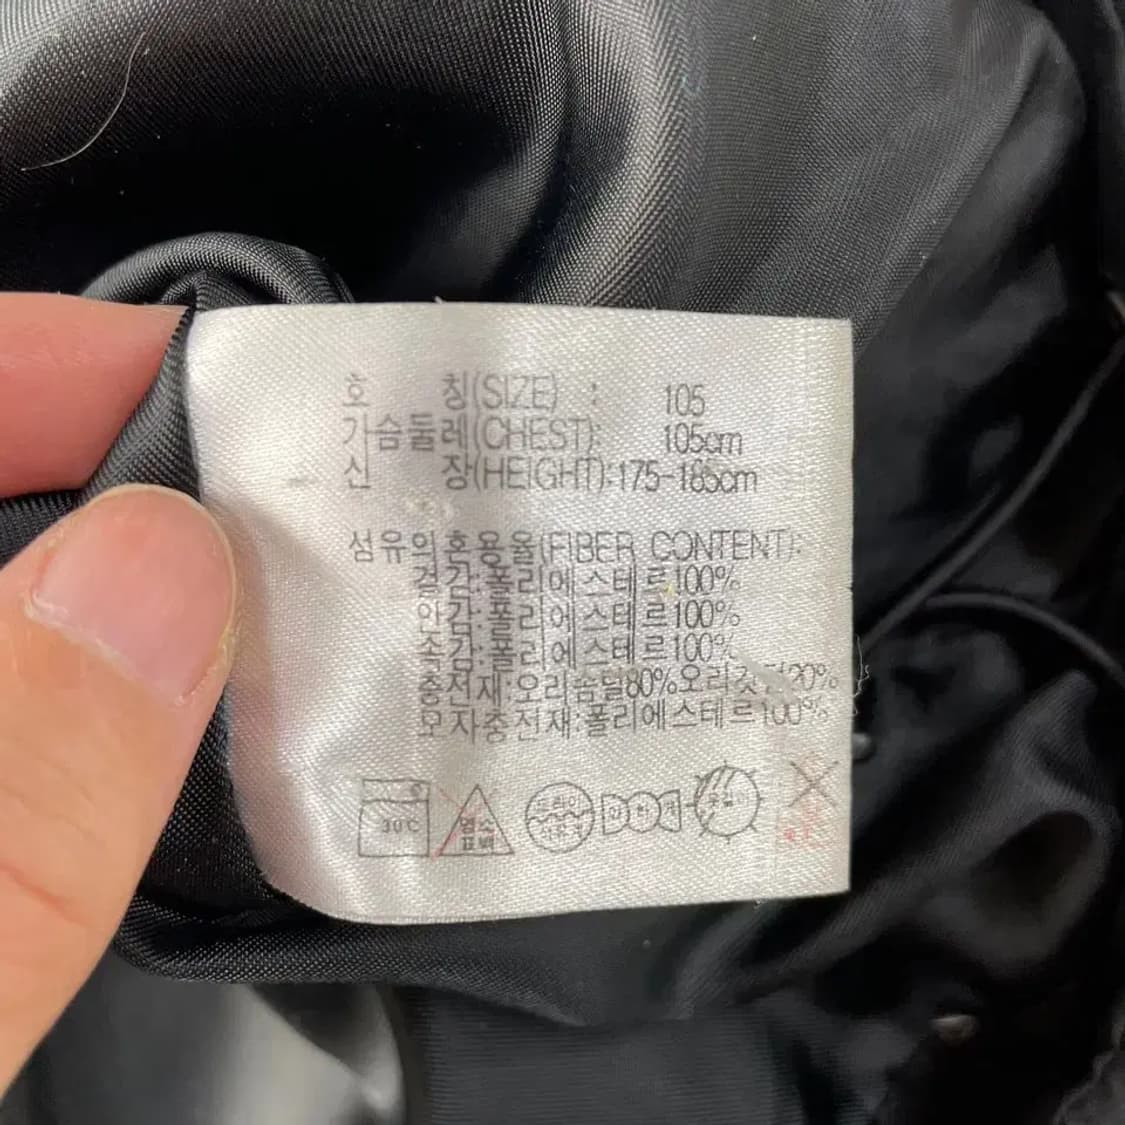 호 칭(SIZE) : 105
가슴둘레(CHEST): 105cm
신 장(HEIGHT):175-185cm
섬유의 혼용율(FIBER CONTENT):
겉감:폴리에스테르100%
안감:폴리에스테르100%
속감:폴리에스테르100%
충전재:오리솜털80%오리깃털20%
모자충전재:폴리에스테르100%
30℃ 염소 표백 드라이